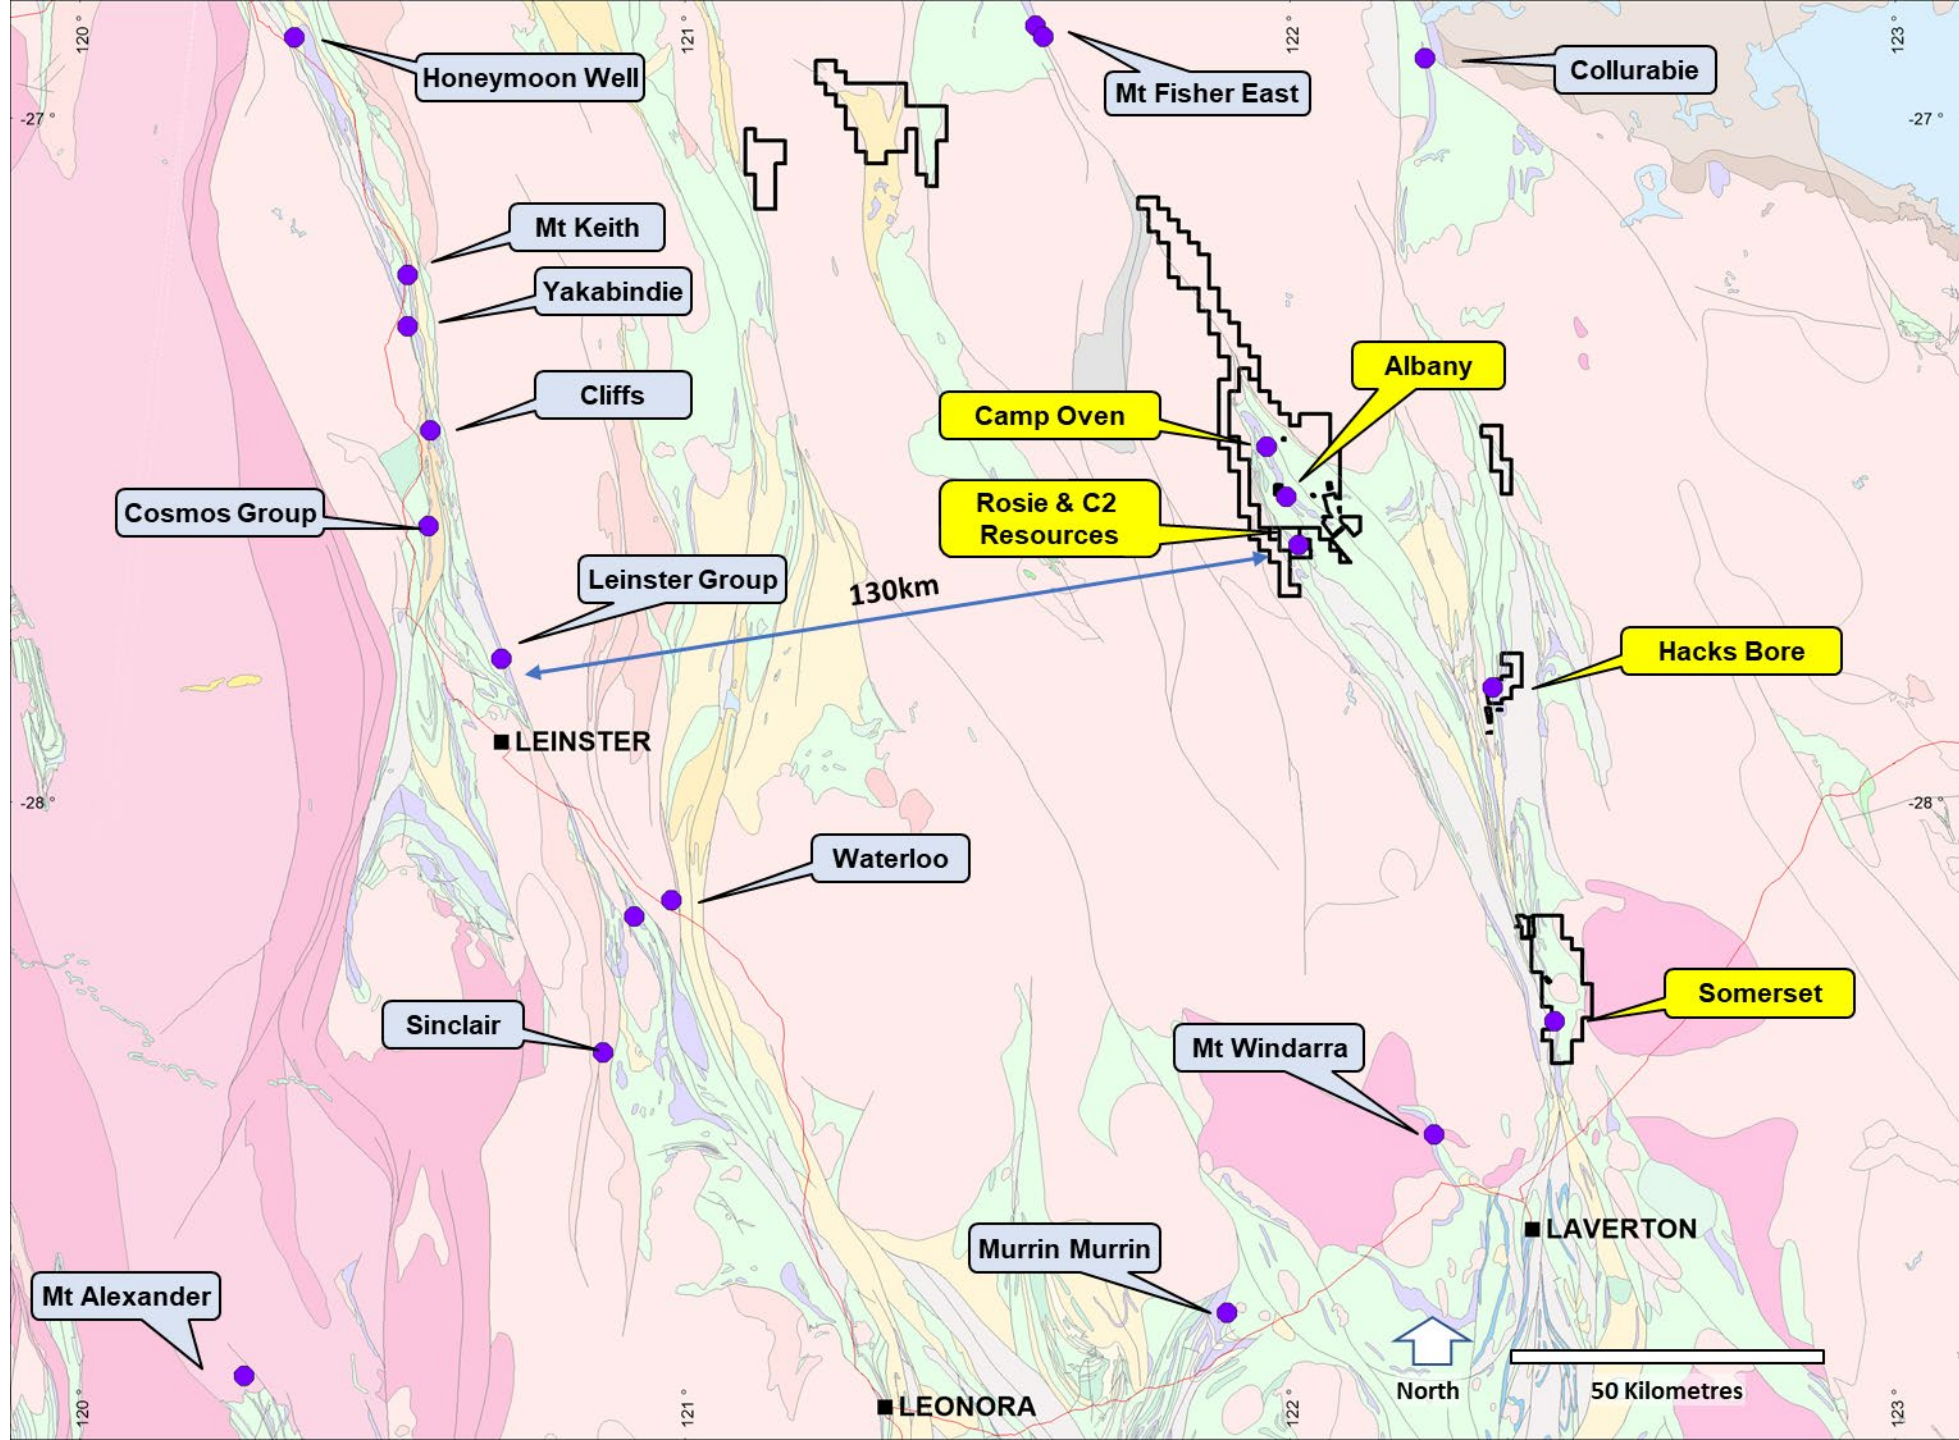 120 °
121 °
122 °
123 °
Honeymoon Well
Mt Fisher East
Collurabie
-27 °
-27 °
Mt Keith
Yakabindie
Albany
Cliffs
Camp Oven
Cosmos Group
Rosie & C2
Resources
Leinster Group
130km
Hacks Bore
LEINSTER
-28 °
-28 °
Waterloo
Somerset
Sinclair
Mt Windarra
LAVERTON
Murrin Murrin
Mt Alexander
North
50 Kilometres
LEONORA
120 °
121 °
122 °
123 °